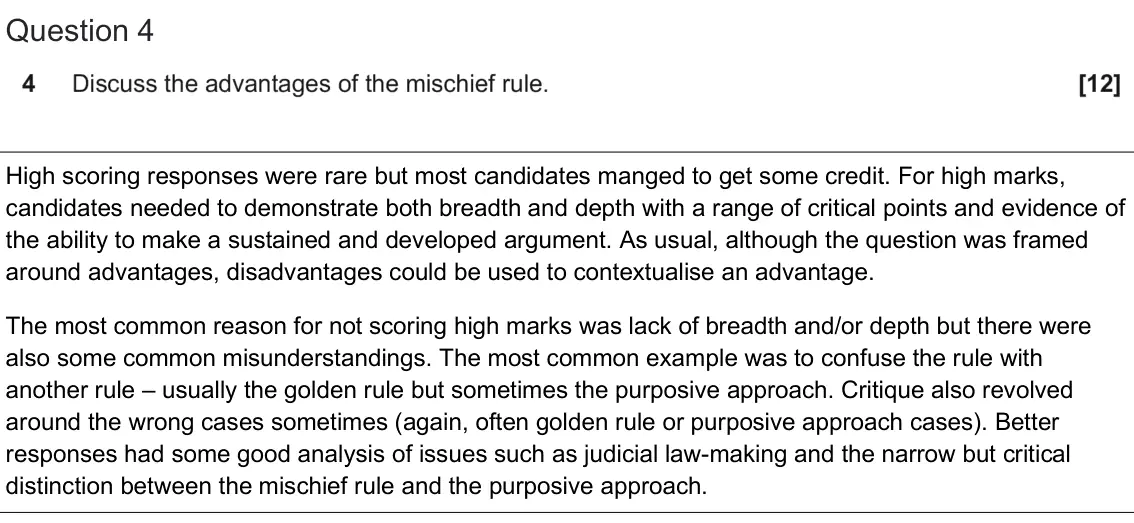 Question 4
4 Discuss the advantages of the mischief rule. [12]
High scoring responses were rare but most candidates manged to get some credit. For high marks,
candidates needed to demonstrate both breadth and depth with a range of critical points and evidence of
the ability to make a sustained and developed argument. As usual, although the question was framed
around advantages, disadvantages could be used to contextualise an advantage.
The most common reason for not scoring high marks was lack of breadth and/or depth but there were
also some common misunderstandings. The most common example was to confuse the rule with
another rule – usually the golden rule but sometimes the purposive approach. Critique also revolved
around the wrong cases sometimes (again, often golden rule or purposive approach cases). Better
responses had some good analysis of issues such as judicial law-making and the narrow but critical
distinction between the mischief rule and the purposive approach.